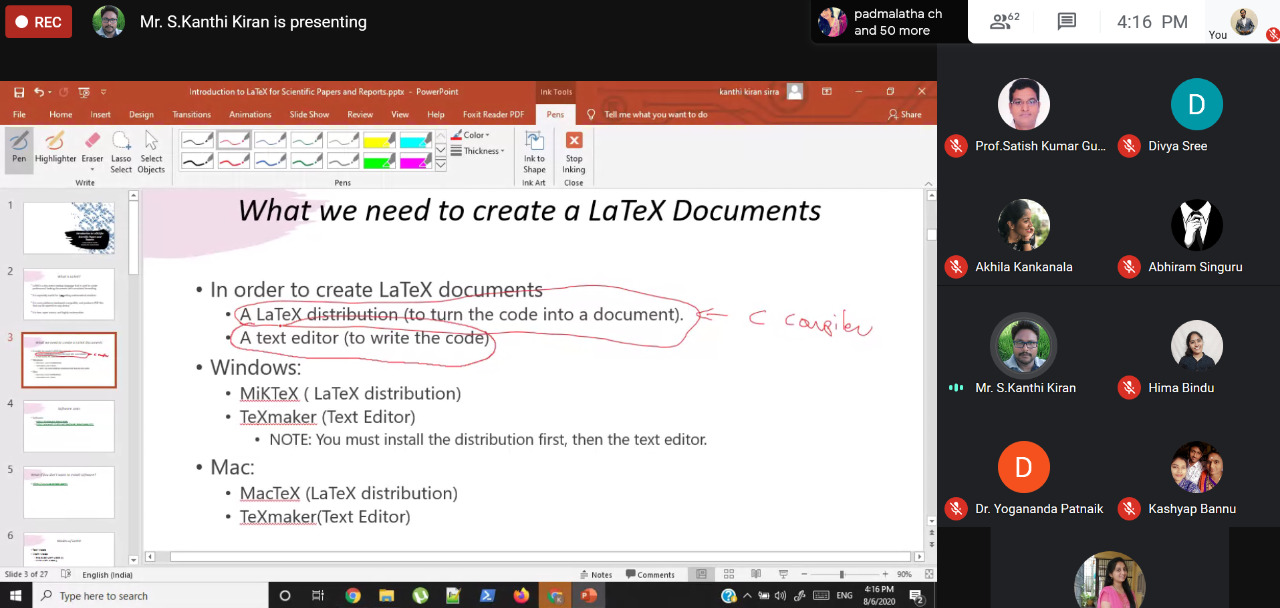 REC
Mr. S.Kanthi Kiran is presenting
padmalatha ch
and 50 more
62
4:16 PM
You
Introduction to LaTeX for Scientific Papers and Reports.pptx - PowerPoint
Ink Tools
kanthi kiran sirra
File Home Insert Design Transitions Animations Slide Show Review View Help Foxit Reader PDF Pens Tell me what you want to do Share
Pen Highlighter Eraser Lasso Select Select Objects
Color
Thickness
Ink to Shape
Stop Inking
Write Pens Ink Art Close
1
2
3
4
5
6
What we need to create a LaTeX Documents
• In order to create LaTeX documents
• A LaTeX distribution (to turn the code into a document).
C compiler
• A text editor (to write the code)
• Windows:
• MiKTeX ( LaTeX distribution)
• TeXmaker (Text Editor)
• NOTE: You must install the distribution first, then the text editor.
• Mac:
• MacTeX (LaTeX distribution)
• TeXmaker(Text Editor)
Prof.Satish Kumar Gu...
D
Divya Sree
Akhila Kankanala
Abhiram Singuru
Mr. S.Kanthi Kiran
Hima Bindu
D
Dr. Yogananda Patnaik
Kashyap Bannu
Slide 3 of 27 English (India) Notes Comments 90%
Type here to search
ENG
4:16 PM
8/6/2020
2